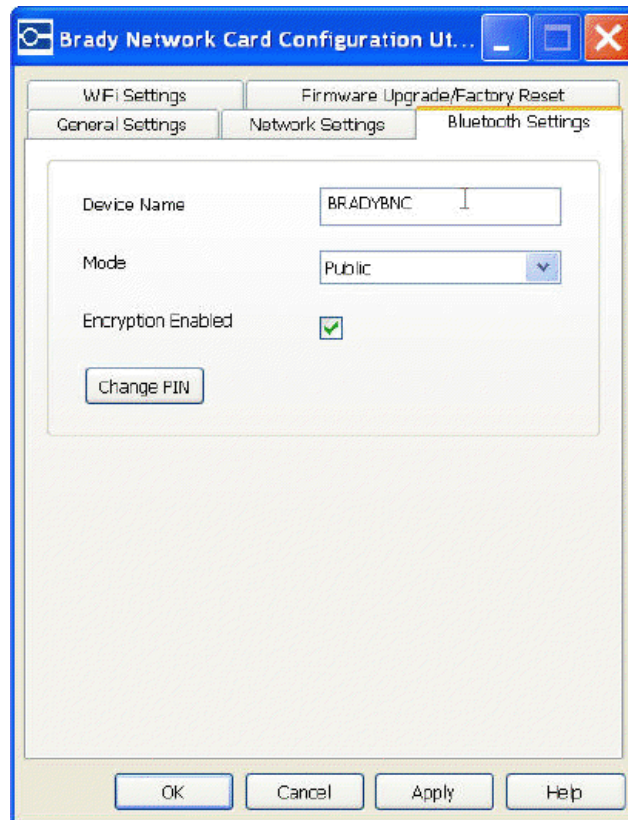 Brady Network Card Configuration Ut...
WiFi Settings Firmware Upgrade/Factory Reset
General Settings Network Settings Bluetooth Settings
Device Name BRADYBNC
Mode Public
Encryption Enabled
Change PIN
OK Cancel Apply Help